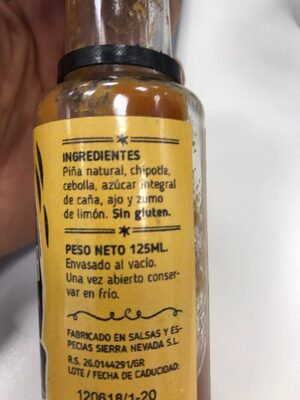 INGREDIENTES
Piña natural, chipotle,
cebolla, azúcar integral
de caña, ajo y zumo
de limón. Sin gluten.
PESO NETO 125ML.
Envasado al vacío.
Una vez abierto conser-
var en frío.
FABRICADO EN SALSAS Y ES-
PECIAS SIERRA NEVADA S.L.
R.S. 26.0144291/GR
LOTE / FECHA DE CADUCIDAD:
120618/1-20